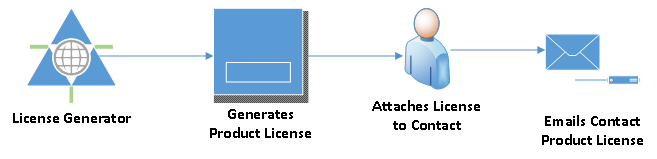 License Generator
Generates
Product License
Attaches License
to Contact
Emails Contact
Product License